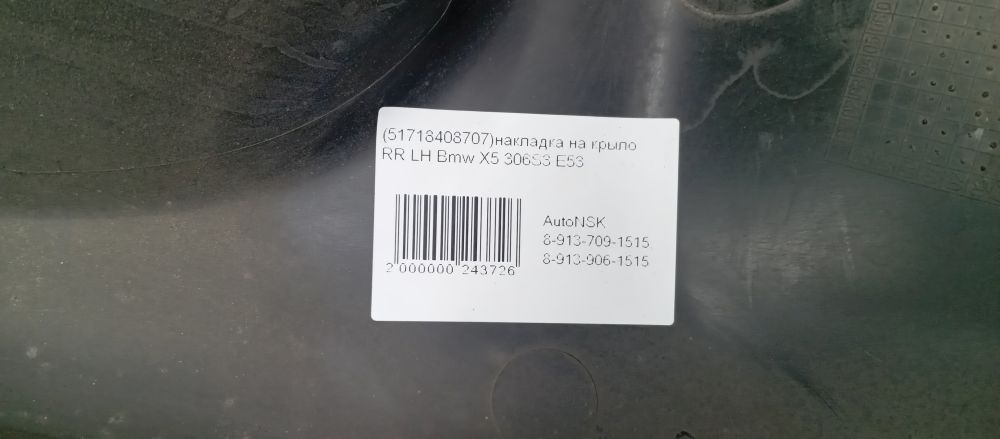 (51718408707)накладка на крыло
RR LH Bmw X5 306S3 E53
AutoNSK
8-913-709-1515
8-913-906-1515
2 000000 243726